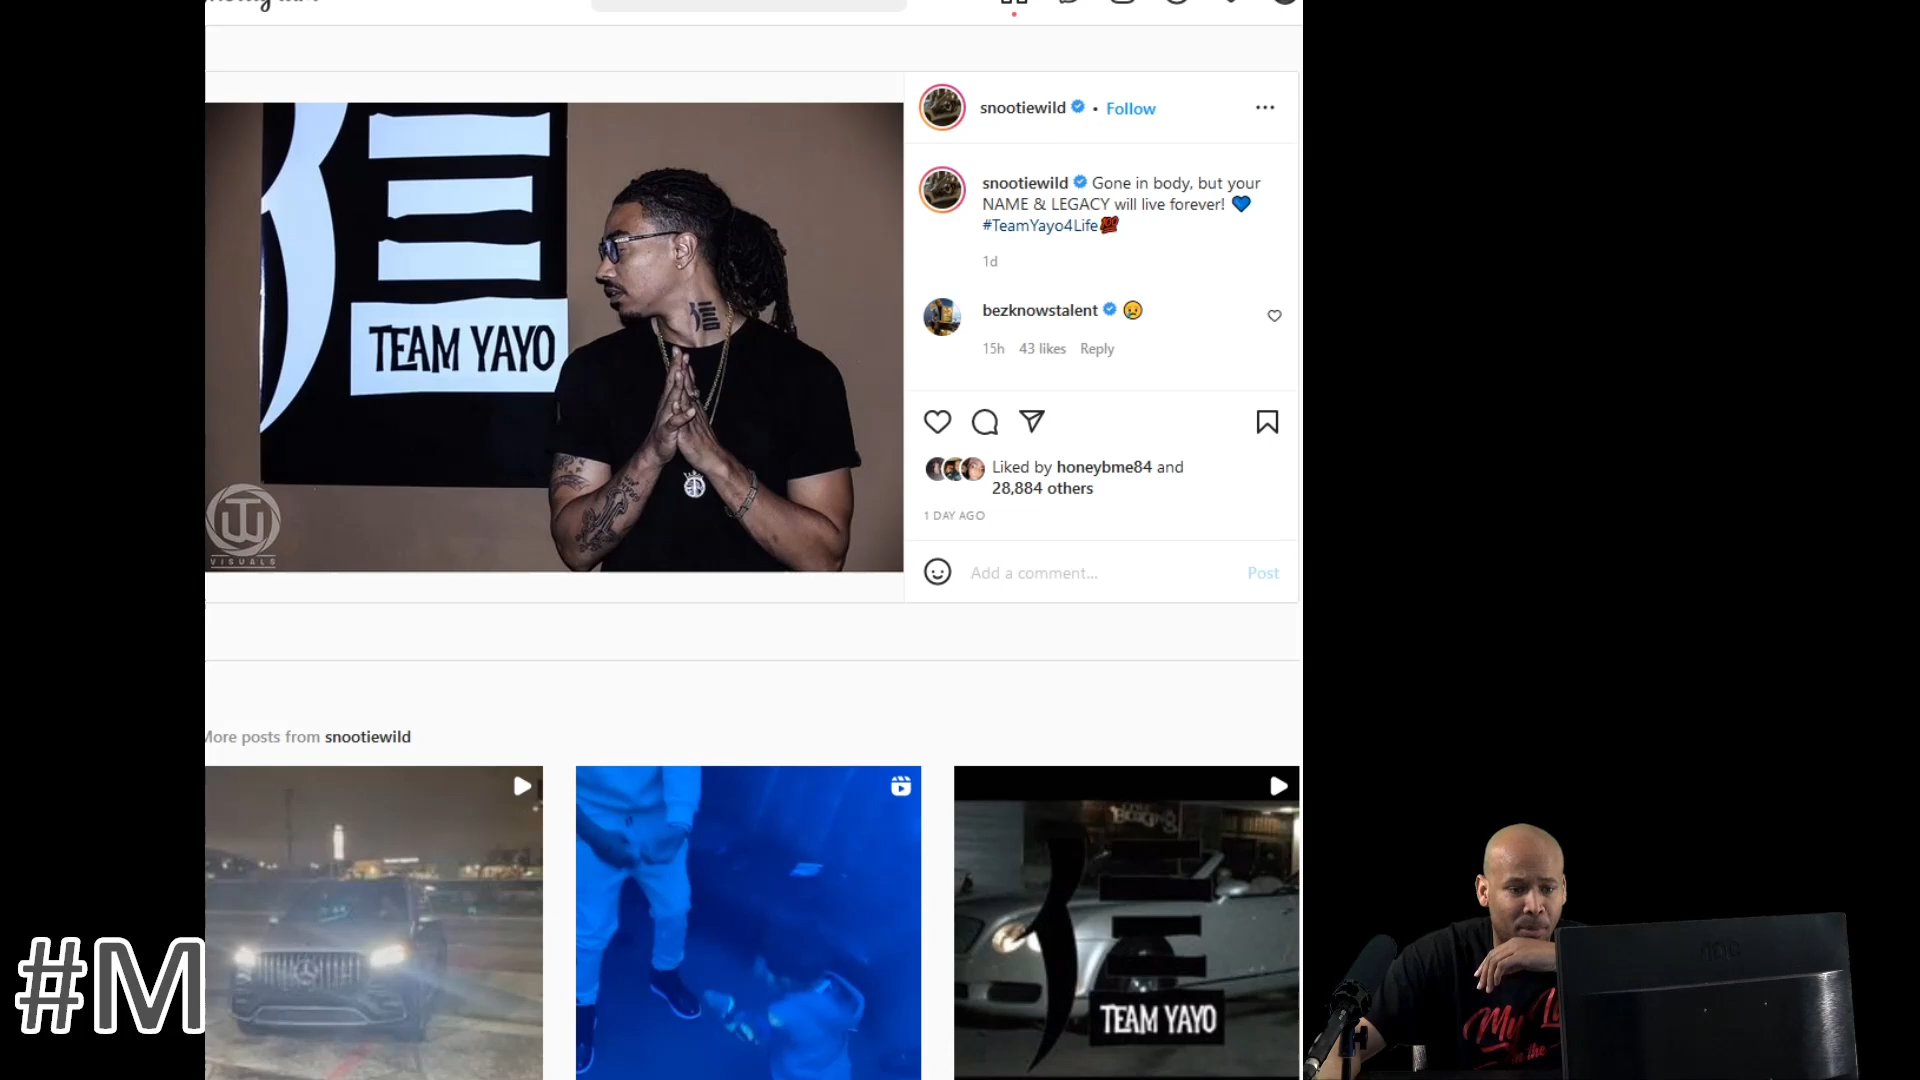 TEAM YAYO
VISUALS
snootiewild • Follow
snootiewild Gone in body, but your
NAME & LEGACY will live forever! 💙
#TeamYayo4Life💯
1d
bezknowstalent 😢
15h 43 likes Reply
Liked by honeybme84 and
28,884 others
1 DAY AGO
Add a comment... Post
More posts from snootiewild
TEAM YAYO
#M